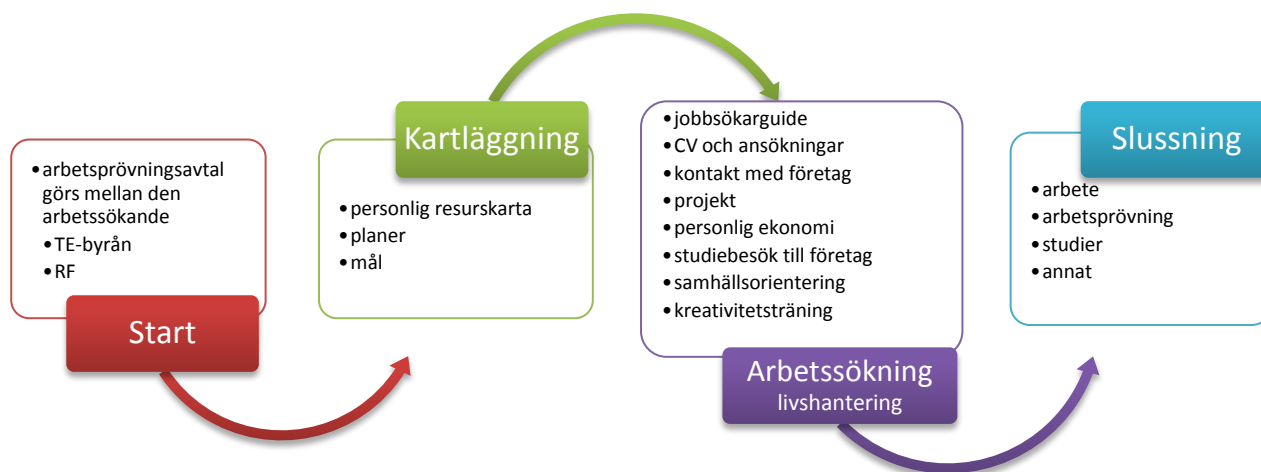 •arbetsprövningsavtal
görs mellan den
arbetssökande
•TE-byrån
•RF
Start
Kartläggning
•personlig resurskarta
•planer
•mål
•jobbsökarguide
•CV och ansökningar
•kontakt med företag
•projekt
•personlig ekonomi
•studiebesök till företag
•samhällsorientering
•kreativitetsträning
Arbetssökning
livshantering
Slussning
•arbete
•arbetsprövning
•studier
•annat